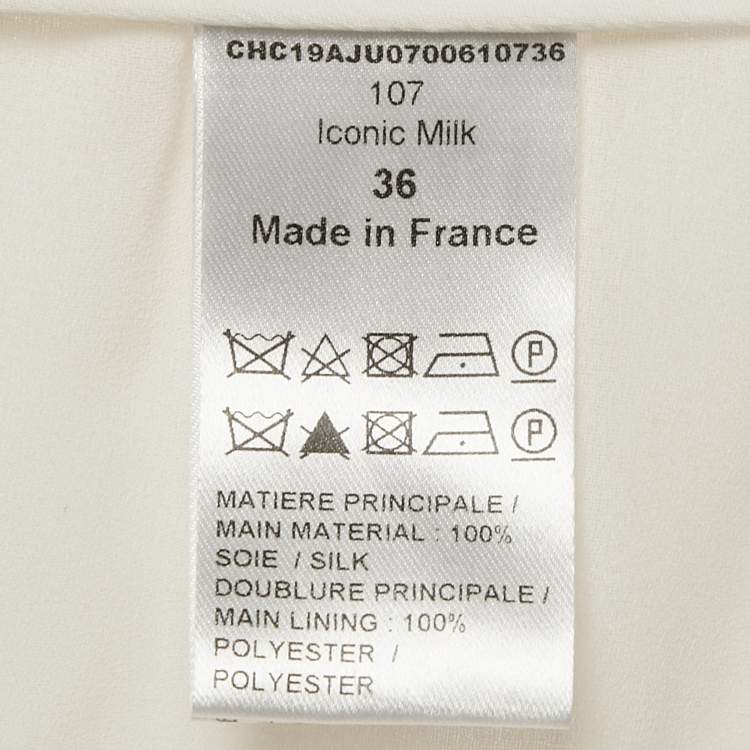 CHC19AJU0700610736
107
Iconic Milk
36
Made in France
P
P
MATIERE PRINCIPALE /
MAIN MATERIAL : 100%
SOIE / SILK
DOUBLURE PRINCIPALE /
MAIN LINING : 100%
POLYESTER /
POLYESTER